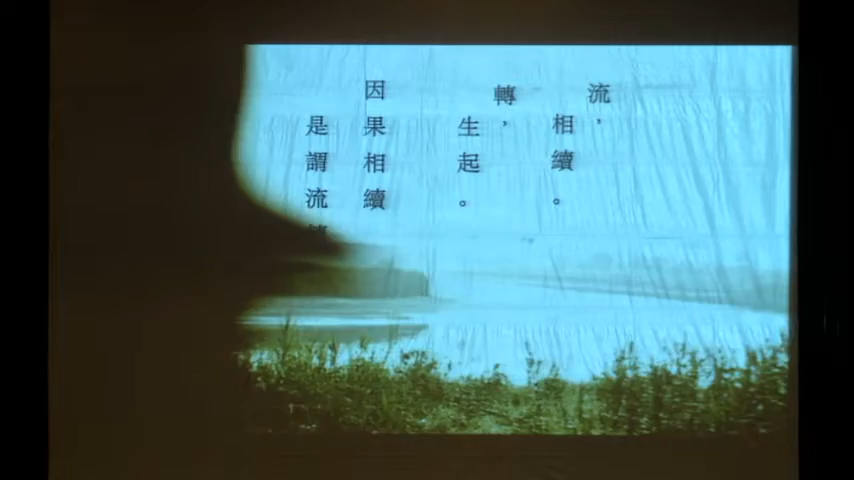 流，
相續。
轉，
生起。
因果相續
是謂流